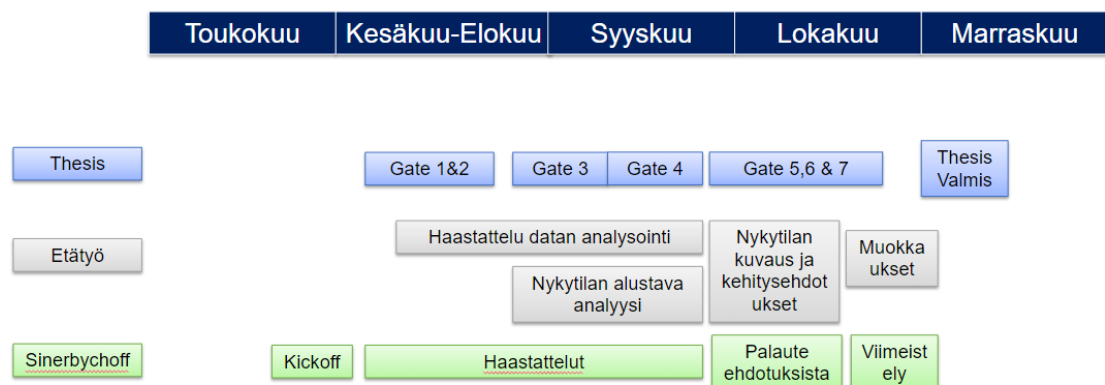 Toukokuu
Kesäkuu-Elokuu
Syyskuu
Lokakuu
Marraskuu
Thesis
Gate 1&2
Gate 3
Gate 4
Gate 5,6 & 7
Thesis
Valmis
Etätyö
Haastattelu datan analysointi
Nykytilan alustava
analyysi
Nykytilan
kuvaus ja
kehitysehdot
ukset
Muokka
ukset
Sinerbychoff
Kickoff
Haastattelut
Palaute
ehdotuksista
Viimeist
ely